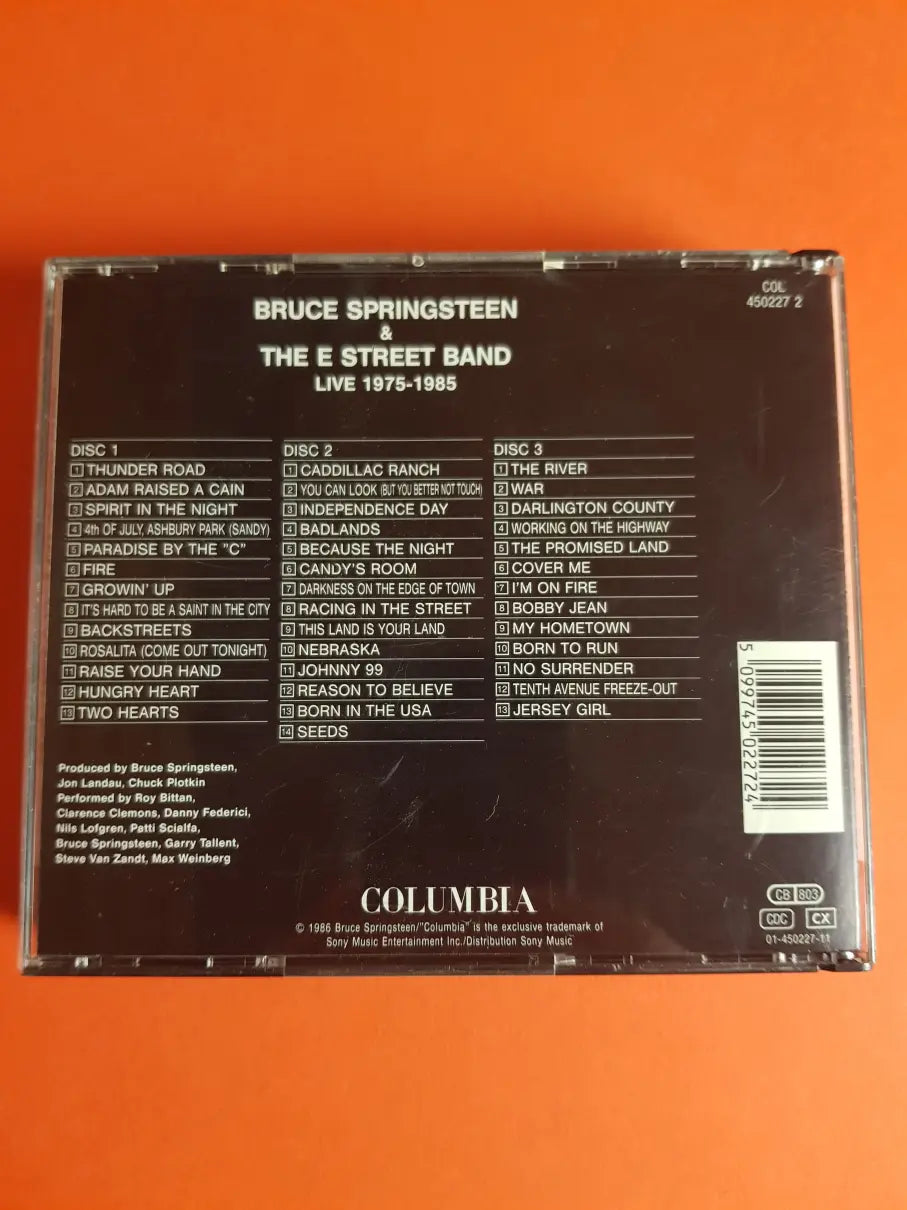 COL
450227 2
BRUCE SPRINGSTEEN
&
THE E STREET BAND
LIVE 1975-1985
DISC 1
1 THUNDER ROAD
2 ADAM RAISED A CAIN
3 SPIRIT IN THE NIGHT
4 4th OF JULY, ASHBURY PARK (SANDY)
5 PARADISE BY THE "C"
6 FIRE
7 GROWIN' UP
8 IT'S HARD TO BE A SAINT IN THE CITY
9 BACKSTREETS
10 ROSALITA (COME OUT TONIGHT)
11 RAISE YOUR HAND
12 HUNGRY HEART
13 TWO HEARTS
DISC 2
1 CADDILLAC RANCH
2 YOU CAN LOOK (BUT YOU BETTER NOT TOUCH)
3 INDEPENDENCE DAY
4 BADLANDS
5 BECAUSE THE NIGHT
6 CANDY'S ROOM
7 DARKNESS ON THE EDGE OF TOWN
8 RACING IN THE STREET
9 THIS LAND IS YOUR LAND
10 NEBRASKA
11 JOHNNY 99
12 REASON TO BELIEVE
13 BORN IN THE USA
14 SEEDS
DISC 3
1 THE RIVER
2 WAR
3 DARLINGTON COUNTY
4 WORKING ON THE HIGHWAY
5 THE PROMISED LAND
6 COVER ME
7 I'M ON FIRE
8 BOBBY JEAN
9 MY HOMETOWN
10 BORN TO RUN
11 NO SURRENDER
12 TENTH AVENUE FREEZE-OUT
13 JERSEY GIRL
5 099745 022724
Produced by Bruce Springsteen,
Jon Landau, Chuck Plotkin
Performed by Roy Bittan,
Clarence Clemons, Danny Federici,
Nils Lofgren, Patti Scialfa,
Bruce Springsteen, Garry Tallent,
Steve Van Zandt, Max Weinberg
COLUMBIA
© 1986 Bruce Springsteen/"Columbia" is the exclusive trademark of
Sony Music Entertainment Inc./Distribution Sony Music
CB 803
CDC CX
01-450227-11